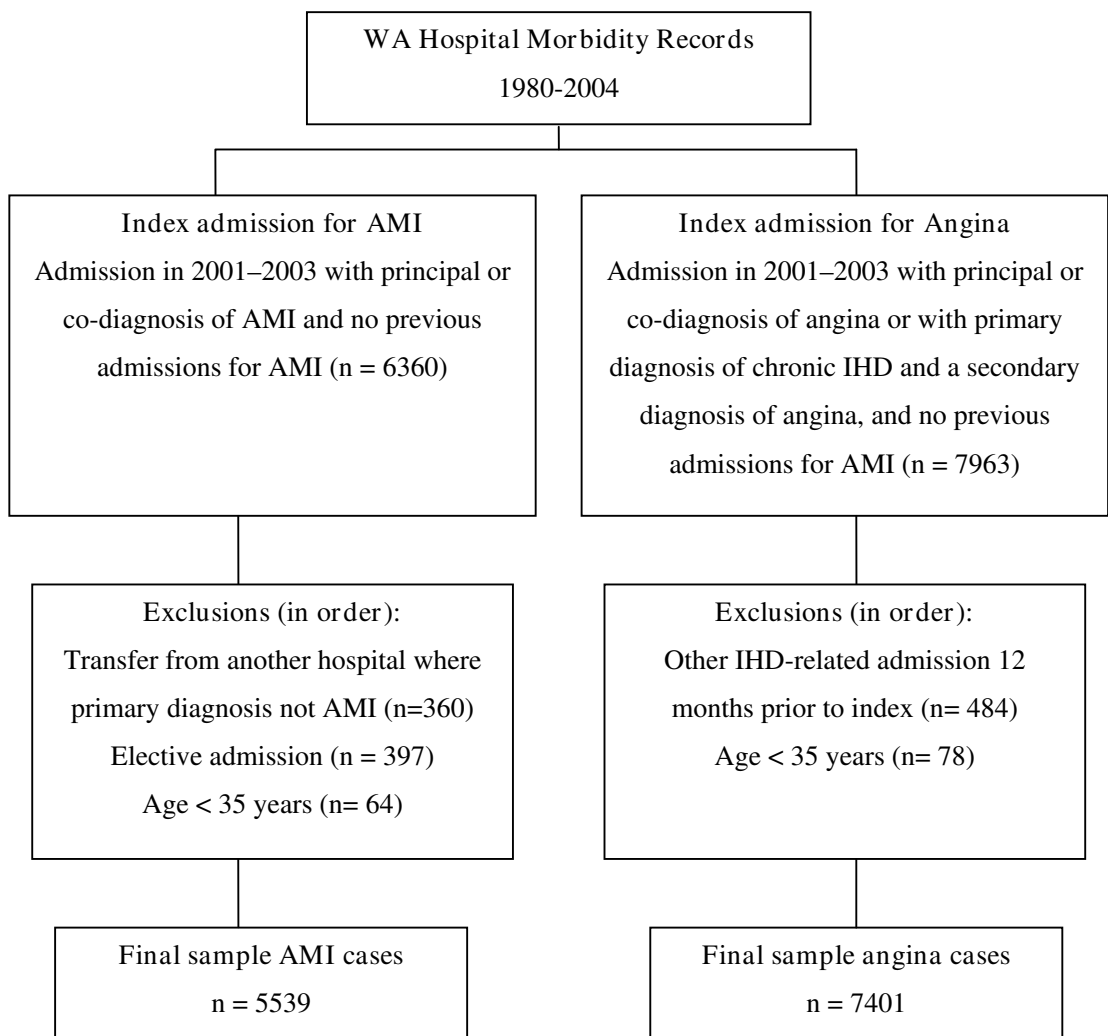 WA Hospital Morbidity Records
1980-2004
Index admission for AMI
Admission in 2001–2003 with principal or
co-diagnosis of AMI and no previous
admissions for AMI (n = 6360)
Index admission for Angina
Admission in 2001–2003 with principal or
co-diagnosis of angina or with primary
diagnosis of chronic IHD and a secondary
diagnosis of angina, and no previous
admissions for AMI (n = 7963)
Exclusions (in order):
Transfer from another hospital where
primary diagnosis not AMI (n=360)
Elective admission (n = 397)
Age < 35 years (n= 64)
Exclusions (in order):
Other IHD-related admission 12
months prior to index (n= 484)
Age < 35 years (n= 78)
Final sample AMI cases
n = 5539
Final sample angina cases
n = 7401